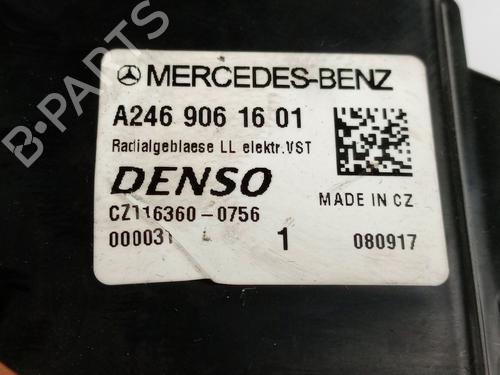 MERCEDES-BENZ
A246 906 16 01
Radialgeblaese LL elektr.VST
DENSO
MADE IN CZ
CZ116360-0756
000031 L 1 080917
B-PARTS